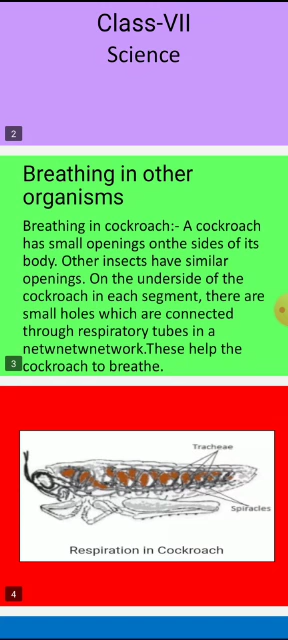 Class-VII
Science
2
Breathing in other
organisms
Breathing in cockroach:- A cockroach
has small openings onthe sides of its
body. Other insects have similar
openings. On the underside of the
cockroach in each segment, there are
small holes which are connected
through respiratory tubes in a
netwnetwnetwork.These help the
cockroach to breathe.
3
Tracheae
Spiracles
Respiration in Cockroach
4